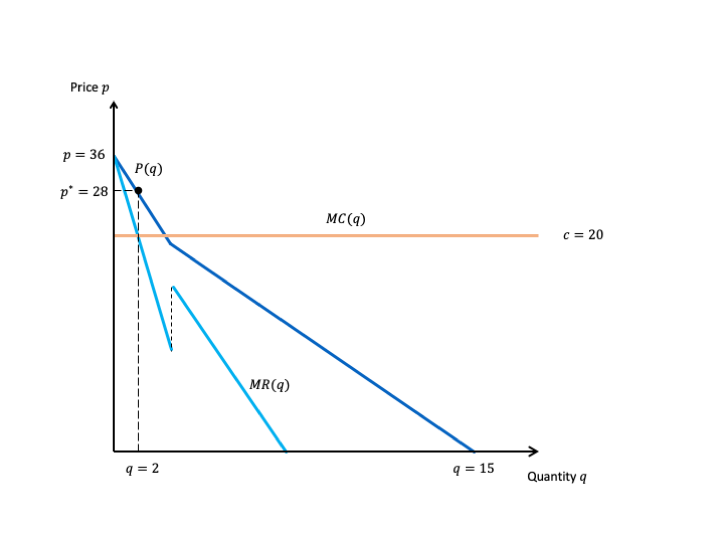 Price p
p = 36
P(q)
p* = 28
MC(q)
c = 20
MR(q)
q = 2
q = 15
Quantity q